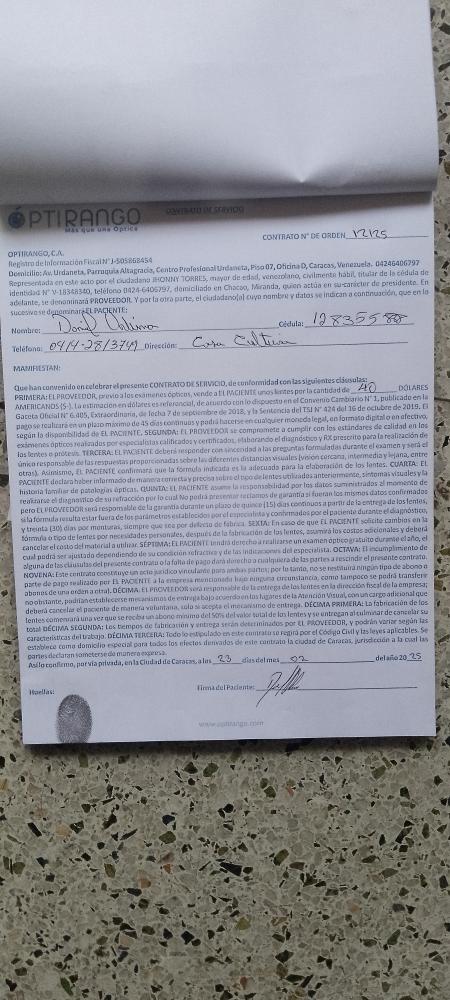 ÓPTIRANGO
Más que una Óptica
CONTRATO DE SERVICIO
CONTRATO N° DE ORDEN 12125
OPTIRANGO, C.A.
Registro de Información Fiscal N° J-505868454
Domicilio: Av. Urdaneta, Parroquia Altagracia, Centro Profesional Urdaneta, Piso 07, Oficina D, Caracas, Venezuela. 04246406797
Representada en este acto por el ciudadano JHONNY TORRES, mayor de edad, venezolano, civilmente hábil, titular de la cédula de
identidad N° V-18348340, teléfono 0424-6406797, domiciliado en Chacao, Miranda, quien actúa en su carácter de presidente. En
adelante, se denominará PROVEEDOR. Y por la otra parte, el ciudadano(a) cuyo nombre y datos se indican a continuación, que en lo
sucesivo se denominará EL PACIENTE:
Nombre: Cédula: 12835588
Teléfono: 0414-2813749 Dirección: Casa Cultura
MANIFIESTAN:
Que han convenido en celebrar el presente CONTRATO DE SERVICIO, de conformidad con las siguientes cláusulas:
PRIMERA: EL PROVEEDOR, previo a los exámenes ópticos, vende a EL PACIENTE unos lentes por la cantidad de 40 DÓLARES
AMERICANOS ($-). La estimación en dólares es referencial, de acuerdo con lo dispuesto en el Convenio Cambiario N° 1, publicado en la
Gaceta Oficial N° 6.405, Extraordinaria, de fecha 7 de septiembre de 2018, y la Sentencia del TSJ N° 424 del 16 de octubre de 2019. El
pago se realizará en un plazo máximo de 45 días continuos y podrá hacerse en cualquier moneda legal, en formato digital o en efectivo,
según la disponibilidad de EL PACIENTE. SEGUNDA: EL PROVEEDOR se compromete a cumplir con los estándares de calidad en los
exámenes ópticos realizados por especialistas calificados y certificados, elaborando el diagnóstico y RX prescrito para la realización de
los lentes o prótesis. TERCERA: EL PACIENTE deberá responder con sinceridad a las preguntas formuladas durante el examen y será el
único responsable de las respuestas proporcionadas sobre las diferentes distancias visuales (visión cercana, intermedia y lejana, entre
otras). Asimismo, EL PACIENTE confirmará que la fórmula indicada es la adecuada para la elaboración de los lentes. CUARTA: EL
PACIENTE declara haber informado de manera correcta y precisa sobre el tipo de lentes utilizados anteriormente, síntomas visuales y la
historia familiar de patologías ópticas. QUINTA: EL PACIENTE asume la responsabilidad por los datos suministrados al momento de
realizarse el diagnóstico de su refracción por lo cual No podrá presentar reclamos de garantía si fueran los mismos datos confirmados
pero EL PROVEEDOR será responsable de la garantía durante un plazo de quince (15) días continuos a partir de la entrega de los lentes,
si la fórmula resulta estar fuera de los parámetros establecidos por el especialista y confirmados por el paciente durante el diagnóstico,
y treinta (30) días por monturas, siempre que sea por defecto de fabrica. SEXTA: En caso de que EL PACIENTE solicite cambios en la
fórmula o tipo de lentes por necesidades personales, después de la fabricación de los lentes, asumirá los costos adicionales y deberá
cancelar el costo del material a utilizar. SÉPTIMA: EL PACIENTE tendrá derecho a realizarse un examen óptico gratuito durante el año, el
cual podrá ser ajustado dependiendo de su condición refractiva y de las indicaciones del especialista. OCTAVA: El incumplimiento de
alguna de las cláusulas del presente contrato o la falta de pago dará derecho a cualquiera de las partes a rescindir el presente contrato.
NOVENA: Este contrato constituye un acto jurídico vinculante para ambas partes; por lo tanto, no se restituirá ningún tipo de abono o
parte de pago realizado por EL PACIENTE a la empresa mencionada bajo ninguna circunstancia, como tampoco se podrá transferir
abonos de una orden a otra). DÉCIMA: EL PROVEEDOR será responsable de la entrega de los lentes en la dirección fiscal de la empresa;
no obstante, podrían establecerse mecanismos de entrega bajo acuerdo en los lugares de la Atención Visual, con un cargo adicional que
deberá cancelar el paciente de manera voluntaria, solo si acepta el mecanismo de entrega. DÉCIMA PRIMERA: La fabricación de los
lentes comenzará una vez que se reciba un abono mínimo del 50% del valor total de los lentes y se entregan al culminar de cancelar su
total DÉCIMA SEGUNDA: Los tiempos de fabricación y entrega serán determinados por EL PROVEEDOR, y podrán variar según las
características del trabajo. DÉCIMA TERCERA: Todo lo estipulado en este contrato se regirá por el Código Civil y las leyes aplicables. Se
establece como domicilio especial para todos los efectos derivados de este contrato la ciudad de Caracas, jurisdicción a la cual las
partes declaran someterse de manera expresa.
Así lo confirmo, por vía privada, en la Ciudad de Caracas, a los 23 días del mes 02 del año 2025
Huellas: Firma del Paciente:
www.optirango.com